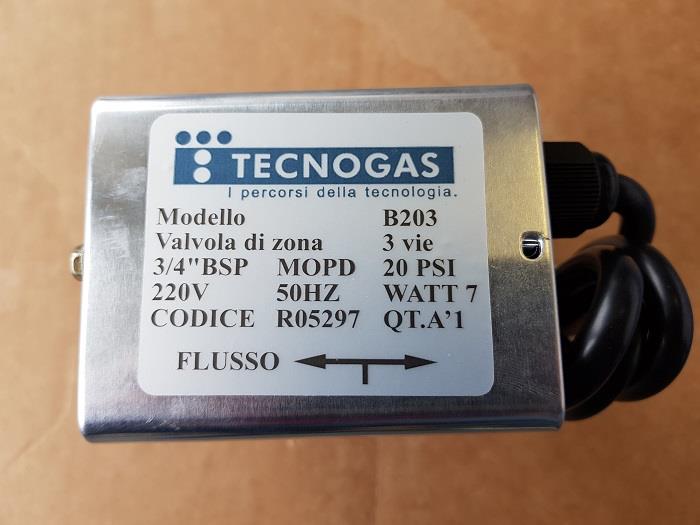 TECNOGAS
I percorsi della tecnologia.
Modello B203
Valvola di zona 3 vie
3/4"BSP MOPD 20 PSI
220V 50HZ WATT 7
CODICE R05297 QT.A'1
FLUSSO